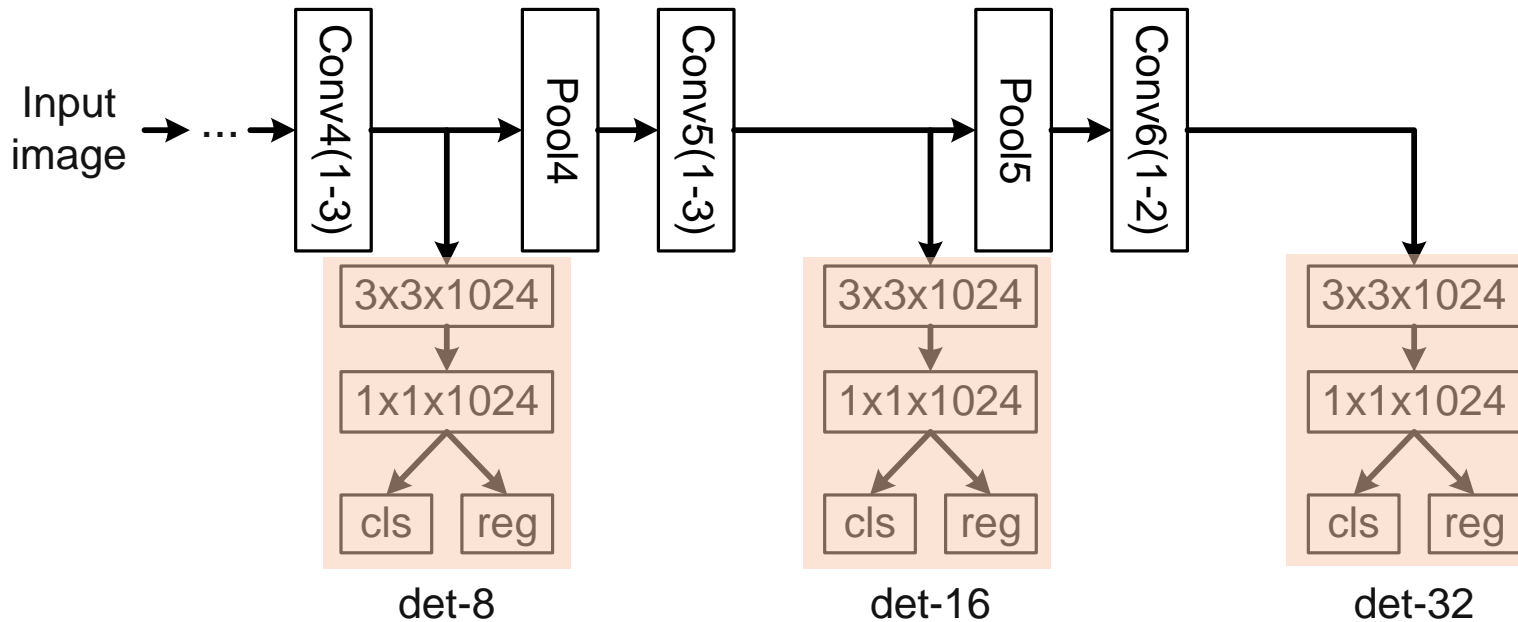 Input
image
...
Conv4(1-3)
Pool4
Conv5(1-3)
Pool5
Conv6(1-2)
3x3x1024
1x1x1024
cls
reg
det-8
3x3x1024
1x1x1024
cls
reg
det-16
3x3x1024
1x1x1024
cls
reg
det-32